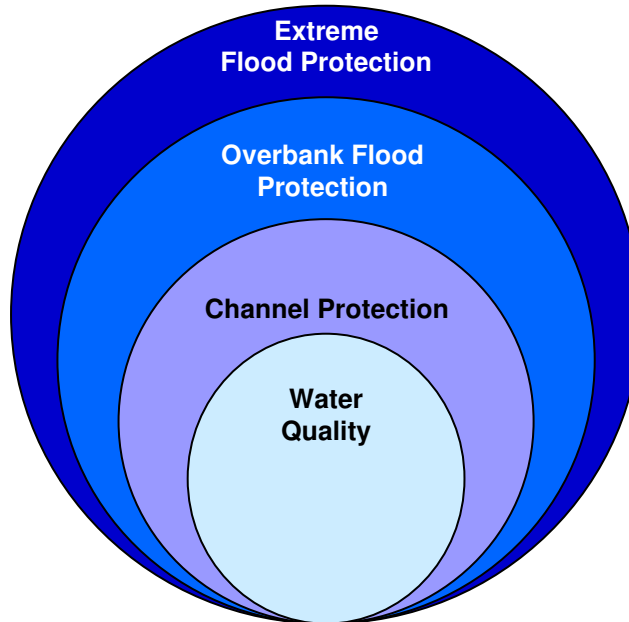 Extreme
Flood Protection
Overbank Flood
Protection
Channel Protection
Water
Quality